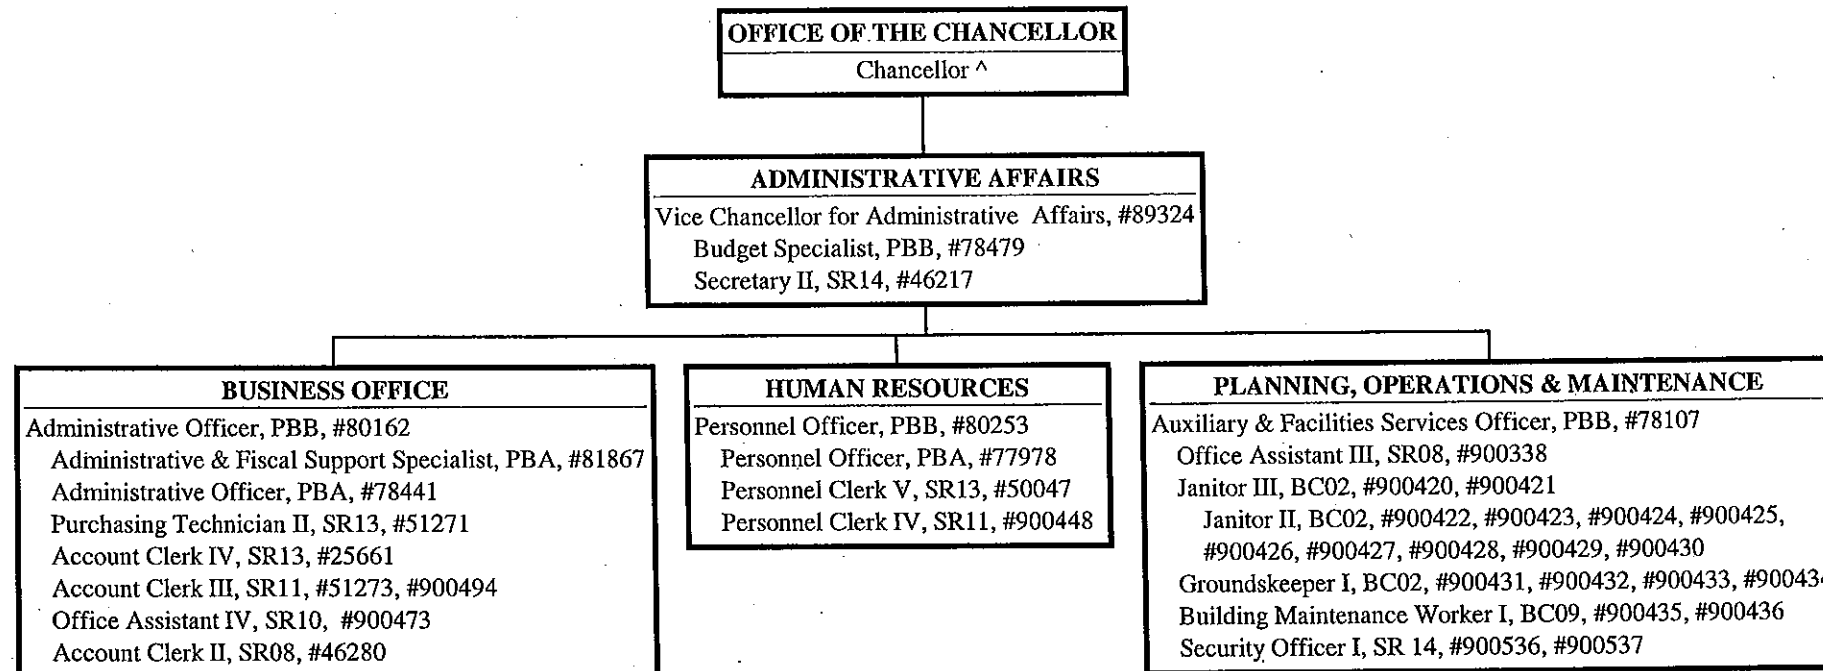 OFFICE OF THE CHANCELLOR
Chancellor ^
ADMINISTRATIVE AFFAIRS
Vice Chancellor for Administrative Affairs, #89324
Budget Specialist, PBB, #78479
Secretary II, SR14, #46217
BUSINESS OFFICE
Administrative Officer, PBB, #80162
Administrative & Fiscal Support Specialist, PBA, #81867
Administrative Officer, PBA, #78441
Purchasing Technician II, SR13, #51271
Account Clerk IV, SR13, #25661
Account Clerk III, SR11, #51273, #900494
Office Assistant IV, SR10, #900473
Account Clerk II, SR08, #46280
HUMAN RESOURCES
Personnel Officer, PBB, #80253
Personnel Officer, PBA, #77978
Personnel Clerk V, SR13, #50047
Personnel Clerk IV, SR11, #900448
PLANNING, OPERATIONS & MAINTENANCE
Auxiliary & Facilities Services Officer, PBB, #78107
Office Assistant III, SR08, #900338
Janitor III, BC02, #900420, #900421
Janitor II, BC02, #900422, #900423, #900424, #900425,
#900426, #900427, #900428, #900429, #900430
Groundskeeper I, BC02, #900431, #900432, #900433, #900434
Building Maintenance Worker I, BC09, #900435, #900436
Security Officer I, SR 14, #900536, #900537